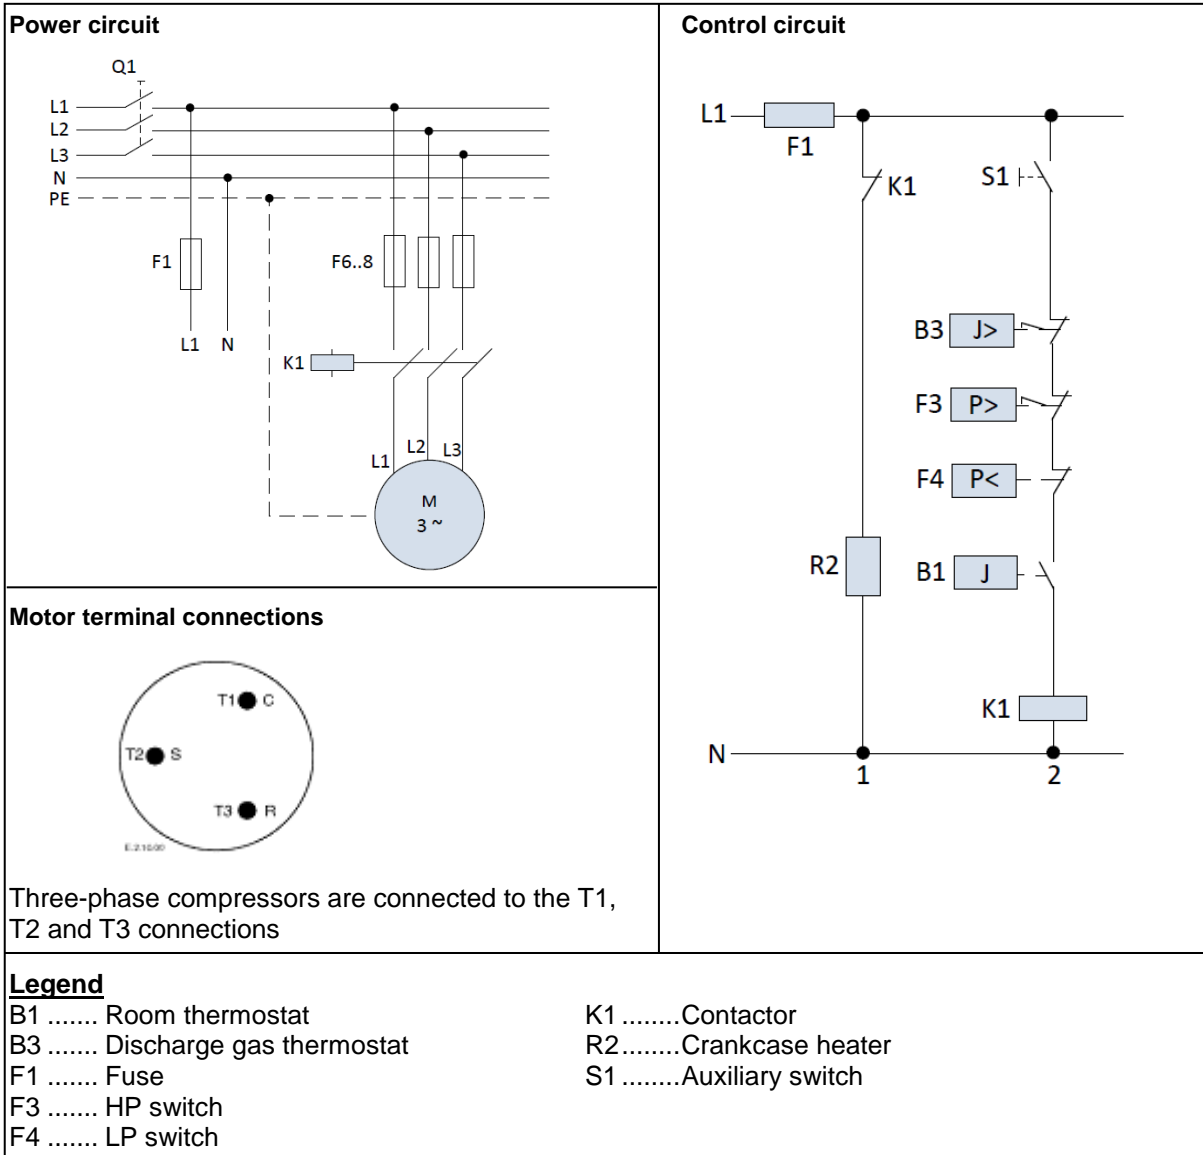 Power circuit
Q1
L1
L2
L3
N
PE
F1
F6..8
L1 N
K1
L1 L2 L3
M
3 ~
Motor terminal connections
T1 C
T2 S
T3 R
Three-phase compressors are connected to the T1,
T2 and T3 connections
Control circuit
L1
F1
K1
S1
B3 J>
F3 P>
F4 P<
R2
B1 J
K1
N
1 2
Legend
B1 ....... Room thermostat
B3 ....... Discharge gas thermostat
F1 ....... Fuse
F3 ....... HP switch
F4 ....... LP switch
K1 ........Contactor
R2........Crankcase heater
S1 ........Auxiliary switch